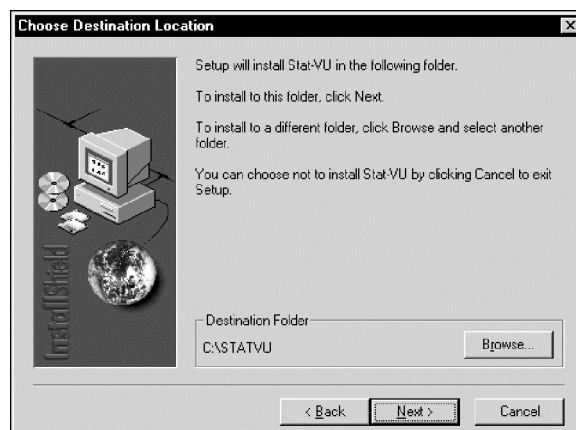 Choose Destination Location
Setup will install Stat-VU in the following folder.
To install to this folder, click Next.
To install to a different folder, click Browse and select another
folder.
You can choose not to install Stat-VU by clicking Cancel to exit
Setup.
InstallShield
Destination Folder
C:\STATVU
Browse...
< Back
Next >
Cancel